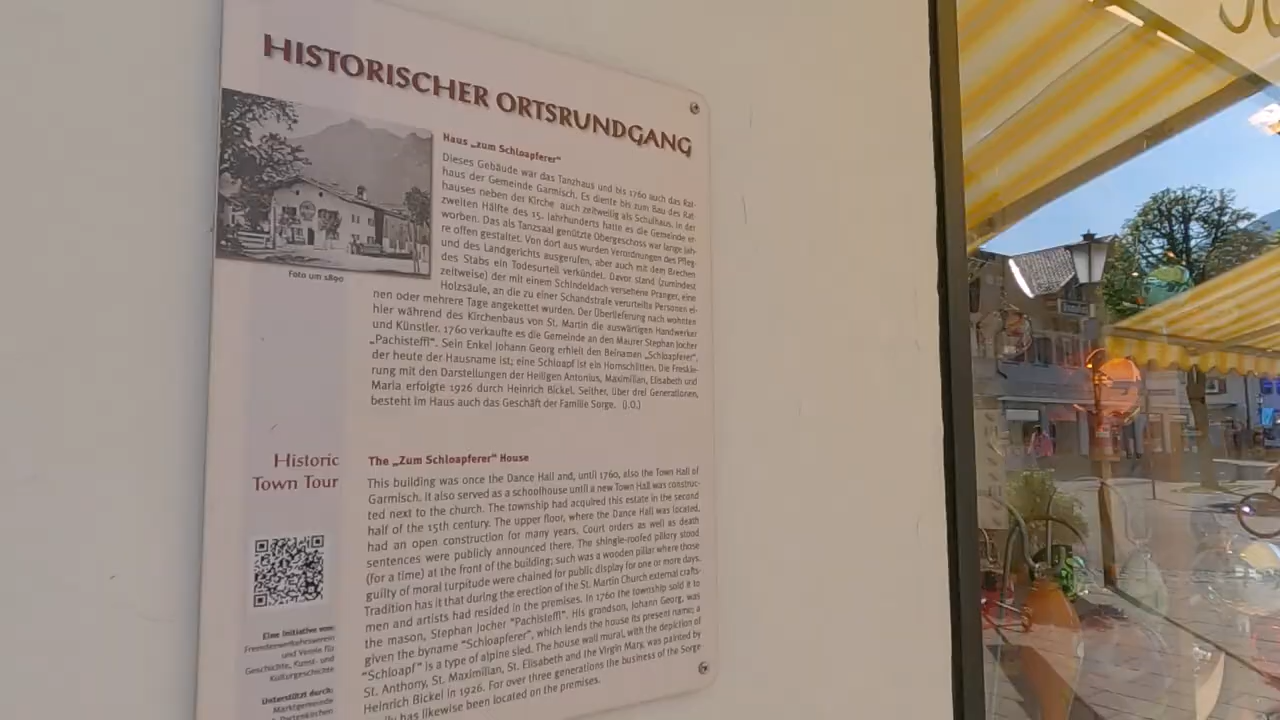 HISTORISCHER ORTSRUNDGANG
Haus „zum Schloapferer“
Dieses Gebäude war das Tanzhaus und bis 1760 auch das Rat-
haus der Gemeinde Garmisch. Es diente bis zum Bau des Rat-
hauses neben der Kirche auch zeitweilig als Schulhaus. In der
zweiten Hälfte des 15. Jahrhunderts hatte es die Gemeinde er-
worben. Das als Tanzsaal genützte Obergeschoss war lange Jah-
re offen gestaltet. Von dort aus wurden Verordnungen des Pfleg-
und des Landgerichts ausgerufen, aber auch mit dem Brechen
des Stabs ein Todesurteil verkündet. Davor stand (zumindest
zeitweise) der mit einem Schindeldach versehene Pranger, eine
Holzsäule, an die zu einer Schandstrafe verurteilte Personen ei-
nen oder mehrere Tage angekettet wurden. Der Überlieferung nach wohnten
hier während des Kirchenbaus von St. Martin die auswärtigen Handwerker
und Künstler. 1760 verkaufte es die Gemeinde an den Maurer Stephan Jocher
„Pachisteffl“. Sein Enkel Johann Georg erhielt den Beinamen „Schloapferer“,
der heute der Hausname ist; eine Schloapf ist ein Hornschlitten. Die Freskie-
rung mit den Darstellungen der Heiligen Antonius, Maximilian, Elisabeth und
Maria erfolgte 1926 durch Heinrich Bickel. Seither, über drei Generationen,
besteht im Haus auch das Geschäft der Familie Sorge. (J.O.)
Foto um 1890
Historic
Town Tour
The „Zum Schloapferer“ House
This building was once the Dance Hall and, until 1760, also the Town Hall of
Garmisch. It also served as a schoolhouse until a new Town Hall was construc-
ted next to the church. The township had acquired this estate in the second
half of the 15th century. The upper floor, where the Dance Hall was located,
had an open construction for many years. Court orders as well as death
sentences were publicly announced there. The shingle-roofed pillory stood
(for a time) at the front of the building; such was a wooden pillar where those
guilty of moral turpitude were chained for public display for one or more days.
Tradition has it that during the erection of the St. Martin Church external crafts-
men and artists had resided in the premises. In 1760 the township sold it to
the mason, Stephan Jocher "Pachisteffl". His grandson, Johann Georg, was
given the byname "Schloapferer", which lends the house its present name; a
"Schloapf" is a type of alpine sled. The house wall mural, with the depiction of
St. Anthony, St. Maximilian, St. Elisabeth and the Virgin Mary, was painted by
Heinrich Bickel in 1926. For over three generations the business of the Sorge
has likewise been located on the premises.
Eine Initiative von:
Fremdenverkehrsverein
und Verein für
Geschichte, Kunst- und
Kulturgeschichte
Unterstützt durch:
Marktgemeinde
Partenkirchen